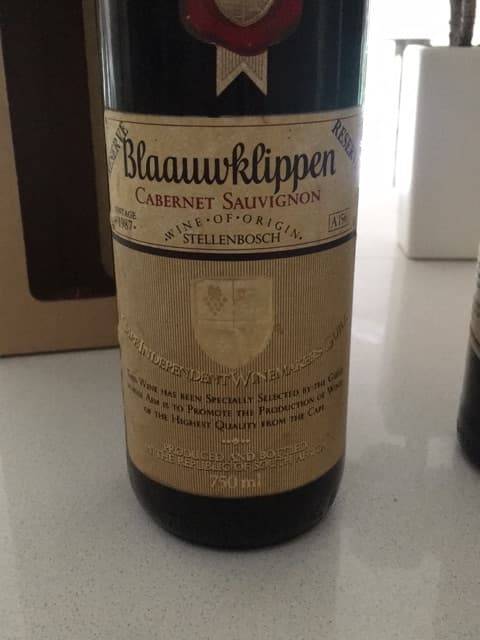 RESERVE
RESERVE
Blaauwklippen
CABERNET SAUVIGNON
VINTAGE
·1987·
·WINE·OF·ORIGIN·
STELLENBOSCH
CAPE INDEPENDENT WINEMAKERS GUILD
THIS WINE HAS BEEN SPECIALLY SELECTED BY THE GUILD
WHOSE AIM IS TO PROMOTE THE PRODUCTION OF WINE
OF THE HIGHEST QUALITY FROM THE CAPE
PRODUCED AND BOTTLED
IN THE REPUBLIC OF SOUTH AFRICA
750 ml